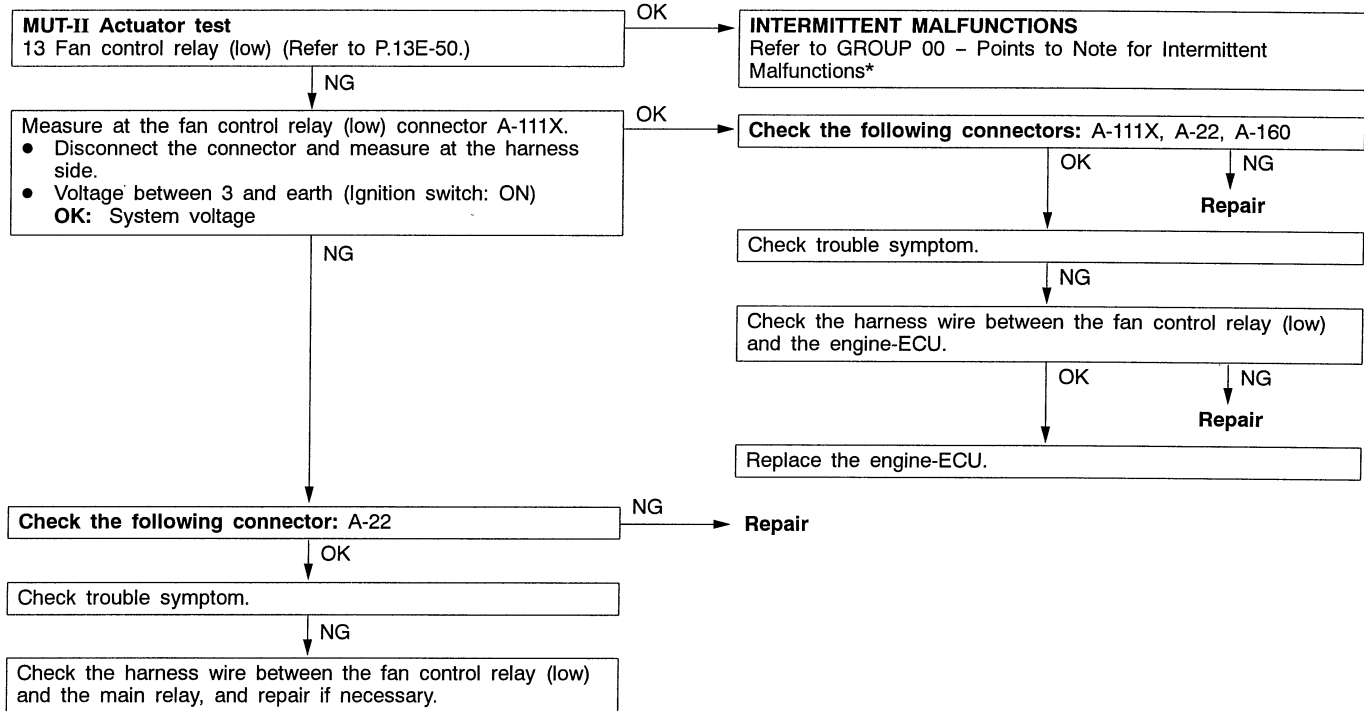 MUT-II Actuator test
13 Fan control relay (low) (Refer to P.13E-50.)
OK
INTERMITTENT MALFUNCTIONS
Refer to GROUP 00 – Points to Note for Intermittent
Malfunctions*
NG
Measure at the fan control relay (low) connector A-111X.
● Disconnect the connector and measure at the harness
side.
● Voltage between 3 and earth (Ignition switch: ON)
OK: System voltage
OK
Check the following connectors: A-111X, A-22, A-160
OK
NG
Repair
Check trouble symptom.
NG
Check the harness wire between the fan control relay (low)
and the engine-ECU.
OK
NG
Repair
Replace the engine-ECU.
NG
Check the following connector: A-22
NG
Repair
OK
Check trouble symptom.
NG
Check the harness wire between the fan control relay (low)
and the main relay, and repair if necessary.